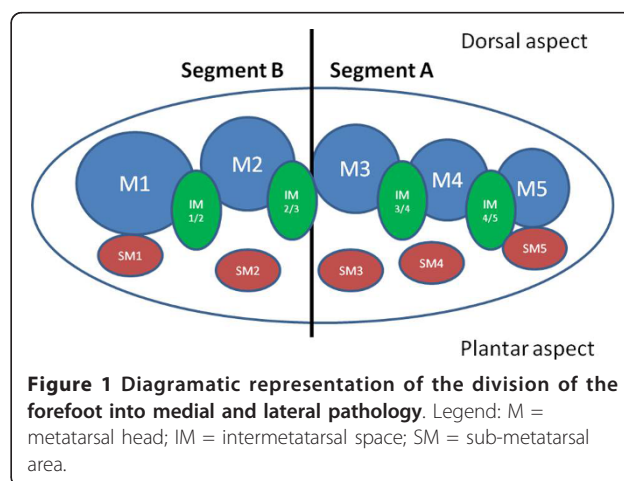 Dorsal aspect
Segment B Segment A
M1 M2 M3 M4 M5
IM 1/2 IM 2/3 IM 3/4 IM 4/5
SM1 SM2 SM3 SM4 SM5
Plantar aspect
Figure 1 Diagramatic representation of the division of the
forefoot into medial and lateral pathology. Legend: M =
metatarsal head; IM = intermetatarsal space; SM = sub-metatarsal
area.